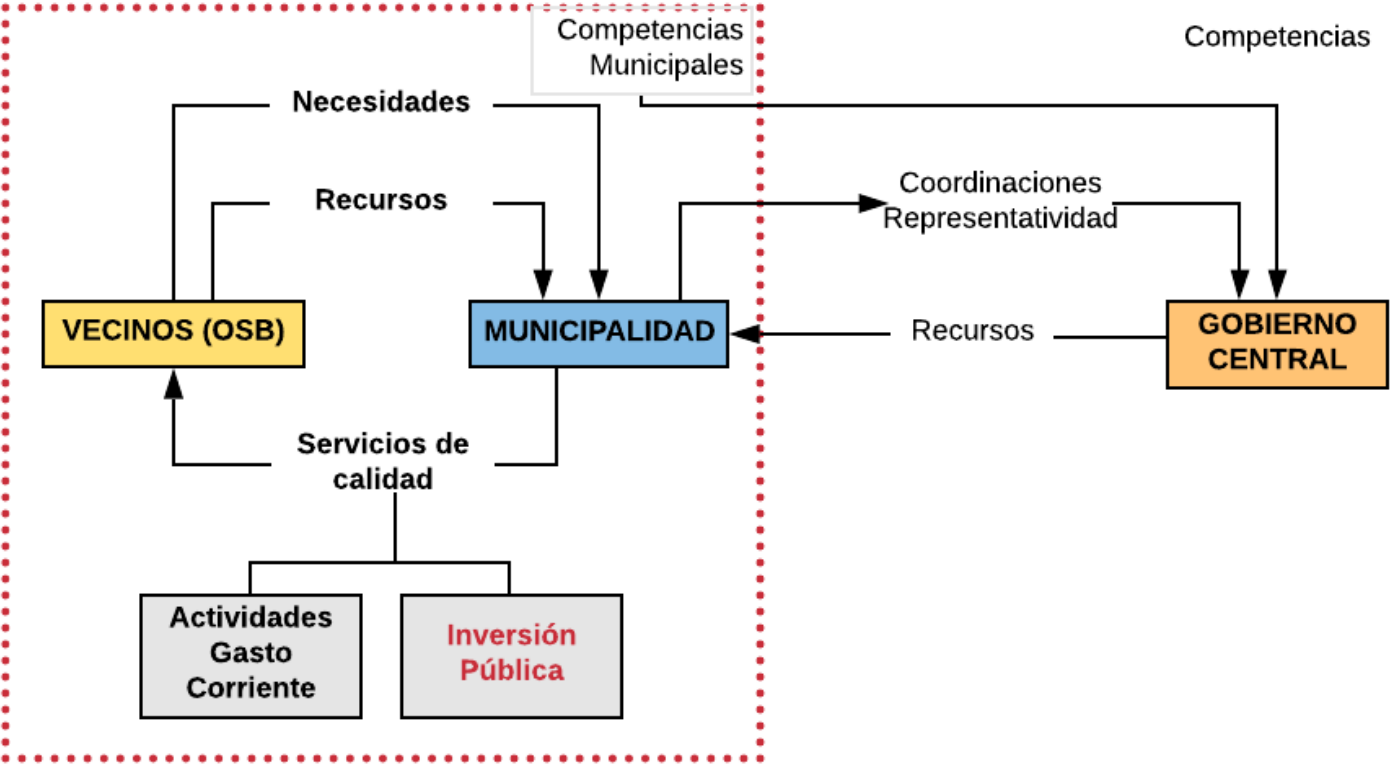 Competencias
Municipales
Competencias
Necesidades
Recursos
Coordinaciones
Representatividad
VECINOS (OSB)
MUNICIPALIDAD
Recursos
GOBIERNO
CENTRAL
Servicios de
calidad
Actividades
Gasto
Corriente
Inversión
Pública